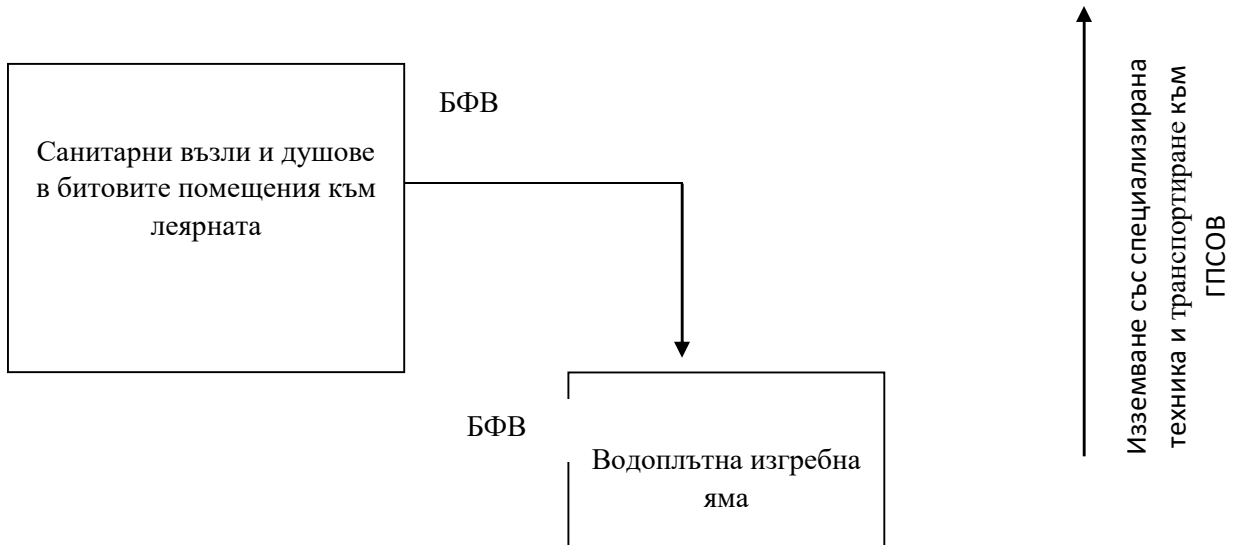 БФВ
Санитарни възли и душове
в битовите помещения към
леярната
БФВ
Водоплътна изгребна
яма
Изземване със специализирана
техника и транспортиране към
ГПСОВ